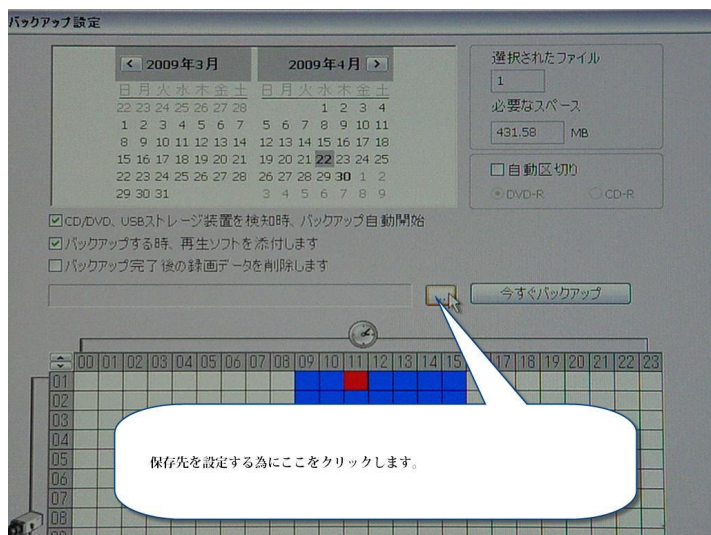 バックアップ設定
2009年3月
日 月 火 水 木 金 土
22 23 24 25 26 27 28
1 2 3 4 5 6 7
8 9 10 11 12 13 14
15 16 17 18 19 20 21
22 23 24 25 26 27 28
29 30 31
2009年4月
日 月 火 水 木 金 土
1 2 3 4
5 6 7 8 9 10 11
12 13 14 15 16 17 18
19 20 21 22 23 24 25
26 27 28 29 30 1 2
3 4 5 6 7 8 9
選択されたファイル
1
必要なスペース
431.58 MB
自動区切り
DVD-R CD-R
CD/DVD、USBストレージ装置を検知時、バックアップ自動開始
バックアップする時、再生ソフトを添付します
バックアップ完了後の録画データを削除します
... 今すぐバックアップ
00 01 02 03 04 05 06 07 08 09 10 11 12 13 14 15 17 18 19 20 21 22 23
01
02
03
04
05
06
07
08
保存先を設定する為にここをクリックします。